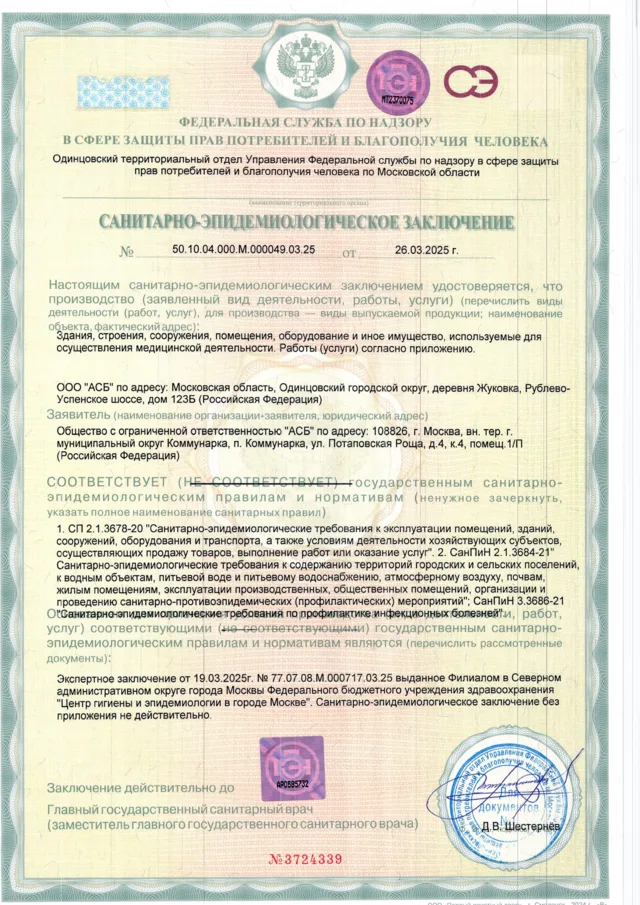 СЭ
МТ2370375
ФЕДЕРАЛЬНАЯ СЛУЖБА ПО НАДЗОРУ
В СФЕРЕ ЗАЩИТЫ ПРАВ ПОТРЕБИТЕЛЕЙ И БЛАГОПОЛУЧИЯ ЧЕЛОВЕКА
Одинцовский территориальный отдел Управления Федеральной службы по надзору в сфере защиты
прав потребителей и благополучия человека по Московской области
(наименование территориального органа)
САНИТАРНО-ЭПИДЕМИОЛОГИЧЕСКОЕ ЗАКЛЮЧЕНИЕ
№ 50.10.04.000.М.000049.03.25 от 26.03.2025 г.
Настоящим санитарно-эпидемиологическим заключением удостоверяется, что
производство (заявленный вид деятельности, работы, услуги) (перечислить виды
деятельности (работ, услуг), для производства — виды выпускаемой продукции; наименование
объекта, фактический адрес):
Здания, строения, сооружения, помещения, оборудование и иное имущество, используемые для
осуществления медицинской деятельности. Работы (услуги) согласно приложению.
ООО "АСБ" по адресу: Московская область, Одинцовский городской округ, деревня Жуковка, Рублево-
Успенское шоссе, дом 123Б (Российская Федерация)
Заявитель (наименование организации-заявителя, юридический адрес)
Общество с ограниченной ответственностью "АСБ" по адресу: 108826, г. Москва, вн. тер. г.
муниципальный округ Коммунарка, п. Коммунарка, ул. Потаповская Роща, д.4, к.4, помещ.1/П
(Российская Федерация)
СООТВЕТСТВУЕТ (НЕ СООТВЕТСТВУЕТ) государственным санитарно-
эпидемиологическим правилам и нормативам (ненужное зачеркнуть,
указать полное наименование санитарных правил)
1. СП 2.1.3678-20 "Санитарно-эпидемиологические требования к эксплуатации помещений, зданий,
сооружений, оборудования и транспорта, а также условиям деятельности хозяйствующих субъектов,
осуществляющих продажу товаров, выполнение работ или оказание услуг". 2. СанПиН 2.1.3684-21"
Санитарно-эпидемиологические требования к содержанию территорий городских и сельских поселений,
к водным объектам, питьевой воде и питьевому водоснабжению, атмосферному воздуху, почвам,
жилым помещениям, эксплуатации производственных, общественных помещений, организации и
проведению санитарно-противоэпидемических (профилактических) мероприятий"; СанПиН 3.3686-21
"Санитарно-эпидемиологические требования по профилактике инфекционных болезней".
работ,
услуг) соответствующими (не соответствующими) государственным санитарно-
эпидемиологическим правилам и нормативам являются (перечислить рассмотренные
документы):
Экспертное заключение от 19.03.2025г. № 77.07.08.М.000717.03.25 выданное Филиалом в Северном
административном округе города Москвы Федерального бюджетного учреждения здравоохранения
"Центр гигиены и эпидемиологии в городе Москве". Санитарно-эпидемиологическое заключение без
приложения не действительно.
Заключение действительно до
Главный государственный санитарный врач
(заместитель главного государственного санитарного врача)
документов
Д.В. Шестернёв
№3724339